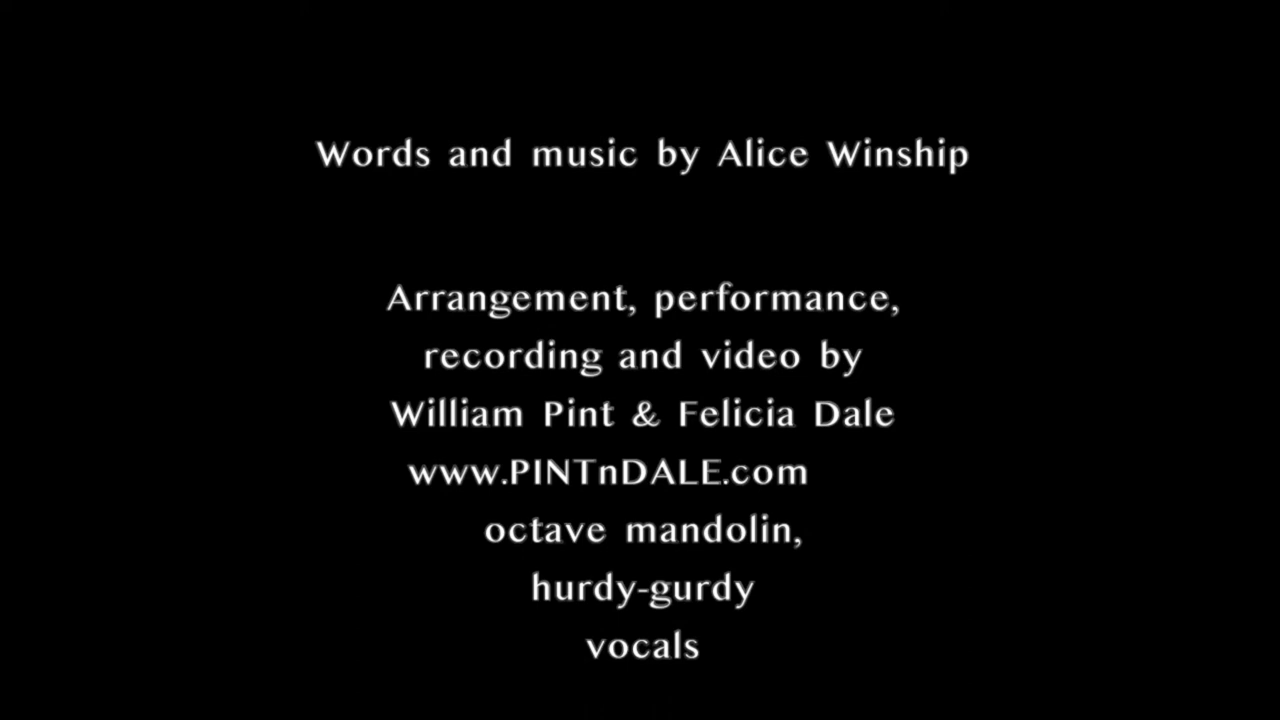 Words and music by Alice Winship
Arrangement, performance,
recording and video by
William Pint & Felicia Dale
www.PINTnDALE.com
octave mandolin,
hurdy-gurdy
vocals